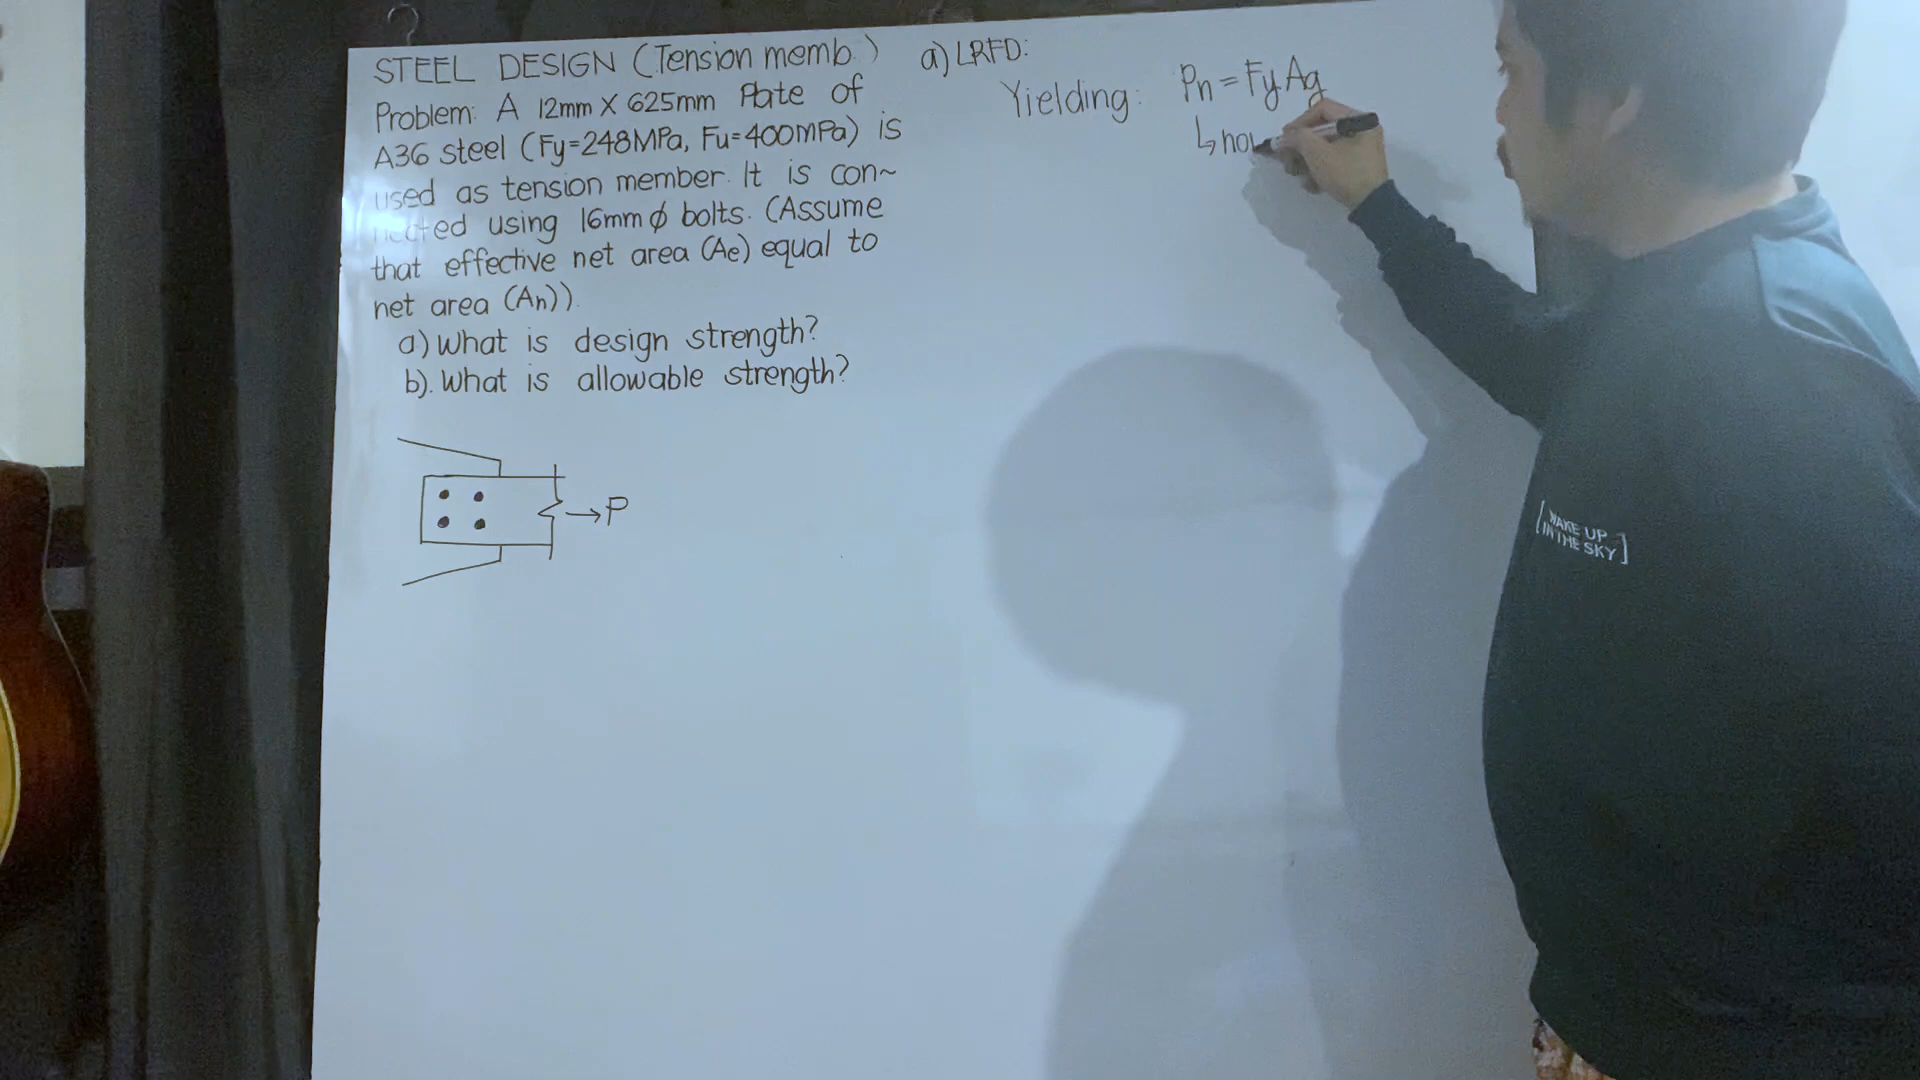 STEEL DESIGN (Tension memb.)
Problem: A 12mm X 625mm Plate of
A36 steel (Fy=248MPa, Fu=400MPa) is
used as tension member. It is con~
nected using 16mm ϕ bolts. (Assume
that effective net area (Ae) equal to
net area (An)).
a) What is design strength?
b). What is allowable strength?
→P
a) LRFD:
Yielding: Pn = Fy Ag
↳ no
[WAKE UP
IN THE SKY]